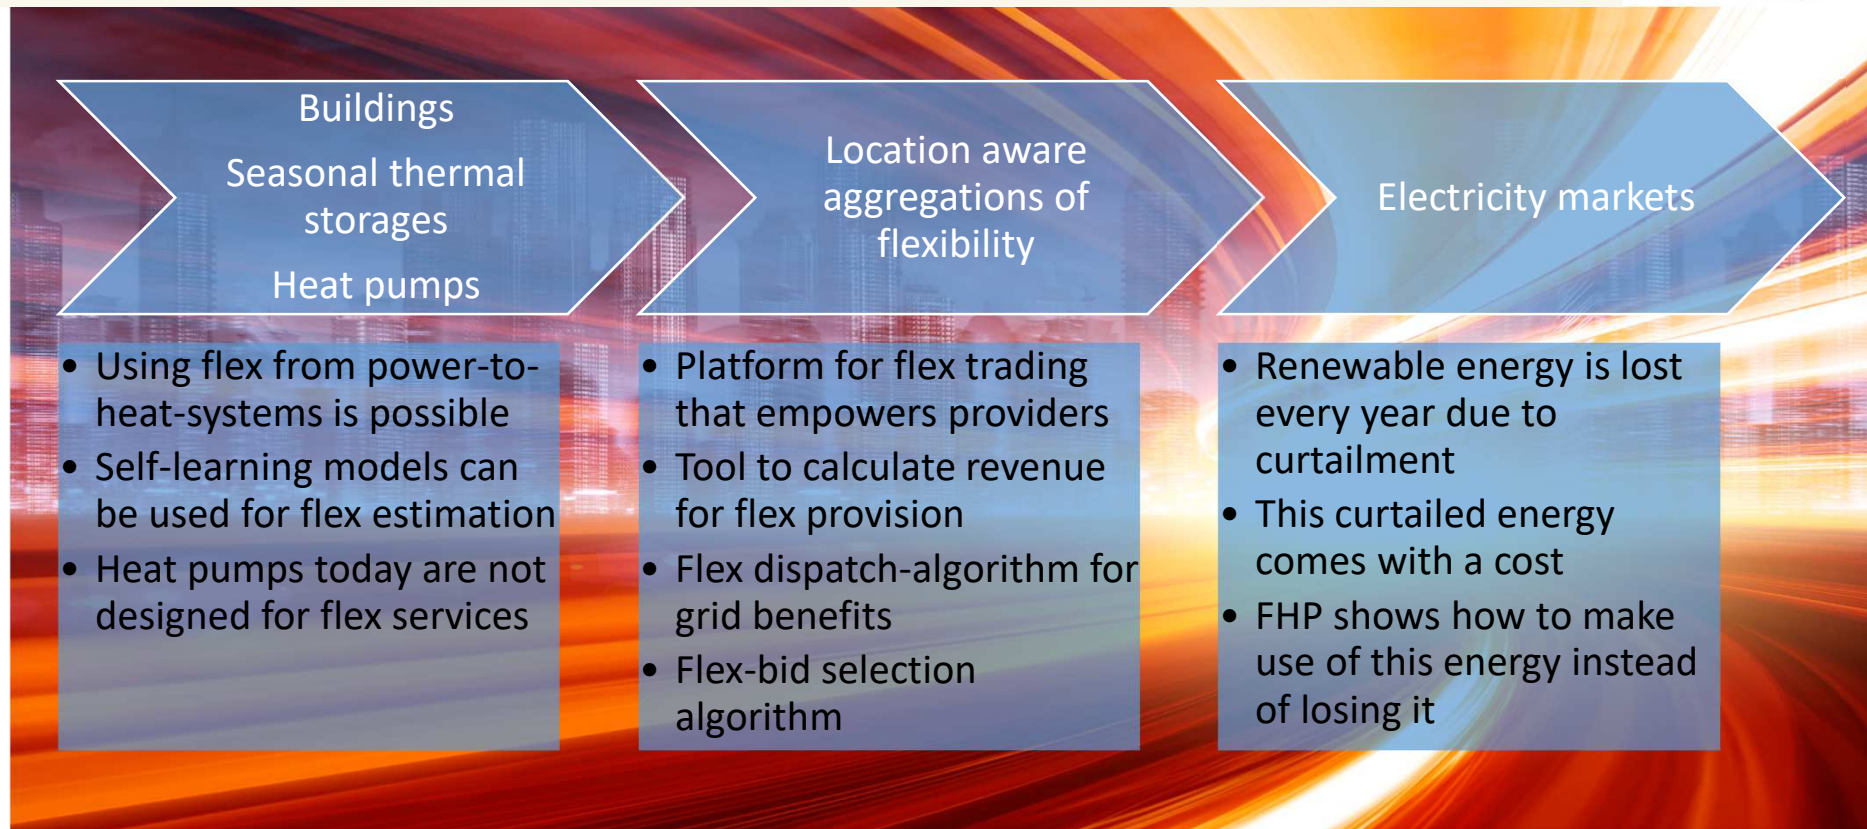 Buildings
Seasonal thermal
storages
Heat pumps
• Using flex from power-to-
heat-systems is possible
• Self-learning models can
be used for flex estimation
• Heat pumps today are not
designed for flex services
Location aware
aggregations of
flexibility
• Platform for flex trading
that empowers providers
• Tool to calculate revenue
for flex provision
• Flex dispatch-algorithm for
grid benefits
• Flex-bid selection
algorithm
Electricity markets
• Renewable energy is lost
every year due to
curtailment
• This curtailed energy
comes with a cost
• FHP shows how to make
use of this energy instead
of losing it